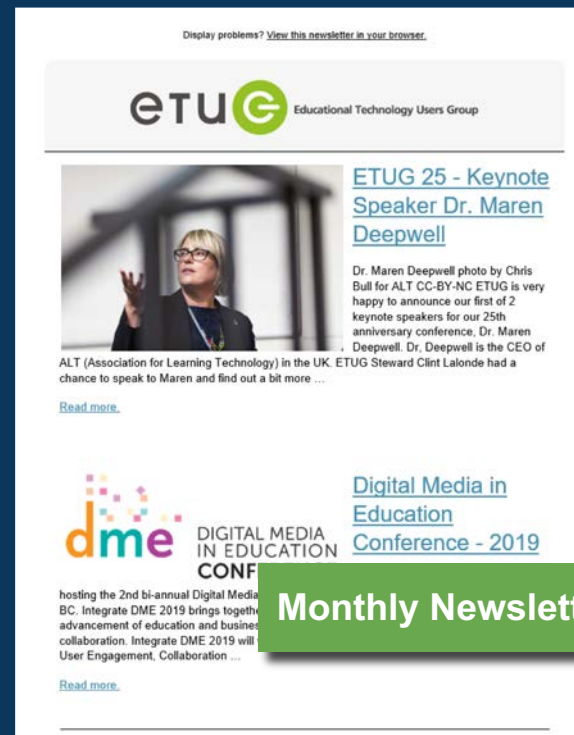 Display problems? View this newsletter in your browser.
eTUG Educational Technology Users Group
ETUG 25 - Keynote
Speaker Dr. Maren
Deepwell
Dr. Maren Deepwell photo by Chris
Bull for ALT CC-BY-NC ETUG is very
happy to announce our first of 2
keynote speakers for our 25th
anniversary conference, Dr. Maren
Deepwell. Dr, Deepwell is the CEO of
ALT (Association for Learning Technology) in the UK. ETUG Steward Clint Lalonde had a
chance to speak to Maren and find out a bit more …
Read more.
dme DIGITAL MEDIA
IN EDUCATION
Digital Media in
Education
Conference - 2019
hosting the 2nd bi-annual Digital Media
BC. Integrate DME 2019 brings
advancement of education and
collaboration. Integrate DME 2019 will
User Engagement, Collaboration …
Monthly
Read more.